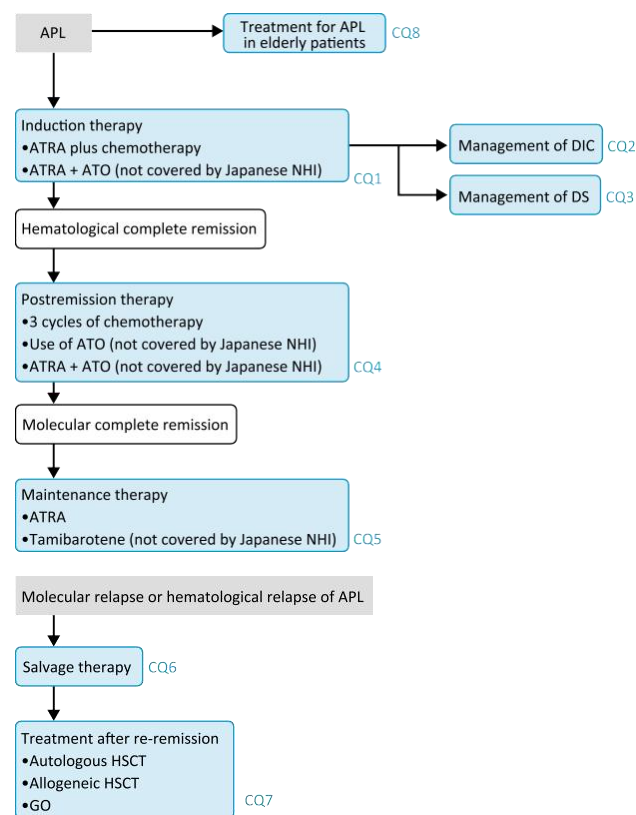 APL
Treatment for APL
in elderly patients
CQ8
Induction therapy
•ATRA plus chemotherapy
•ATRA + ATO (not covered by Japanese NHI)
CQ1
Management of DIC
CQ2
Management of DS
CQ3
Hematological complete remission
Postremission therapy
•3 cycles of chemotherapy
•Use of ATO (not covered by Japanese NHI)
•ATRA + ATO (not covered by Japanese NHI)
CQ4
Molecular complete remission
Maintenance therapy
•ATRA
•Tamibarotene (not covered by Japanese NHI)
CQ5
Molecular relapse or hematological relapse of APL
Salvage therapy
CQ6
Treatment after re-remission
•Autologous HSCT
•Allogeneic HSCT
•GO
CQ7